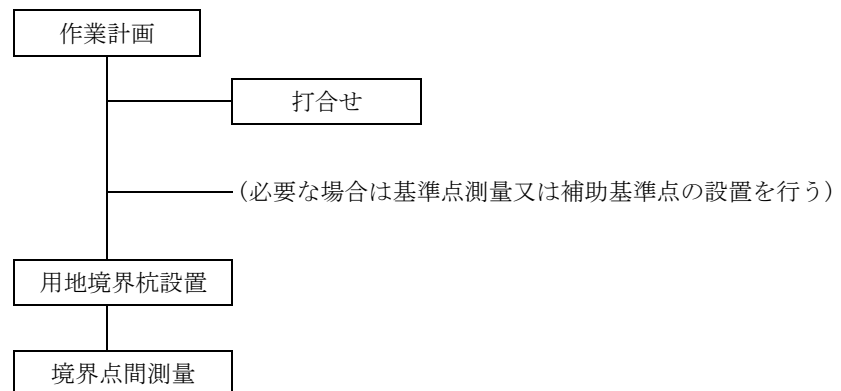 作業計画
打合せ
(必要な場合は基準点測量又は補助基準点の設置を行う)
用地境界杭設置
境界点間測量